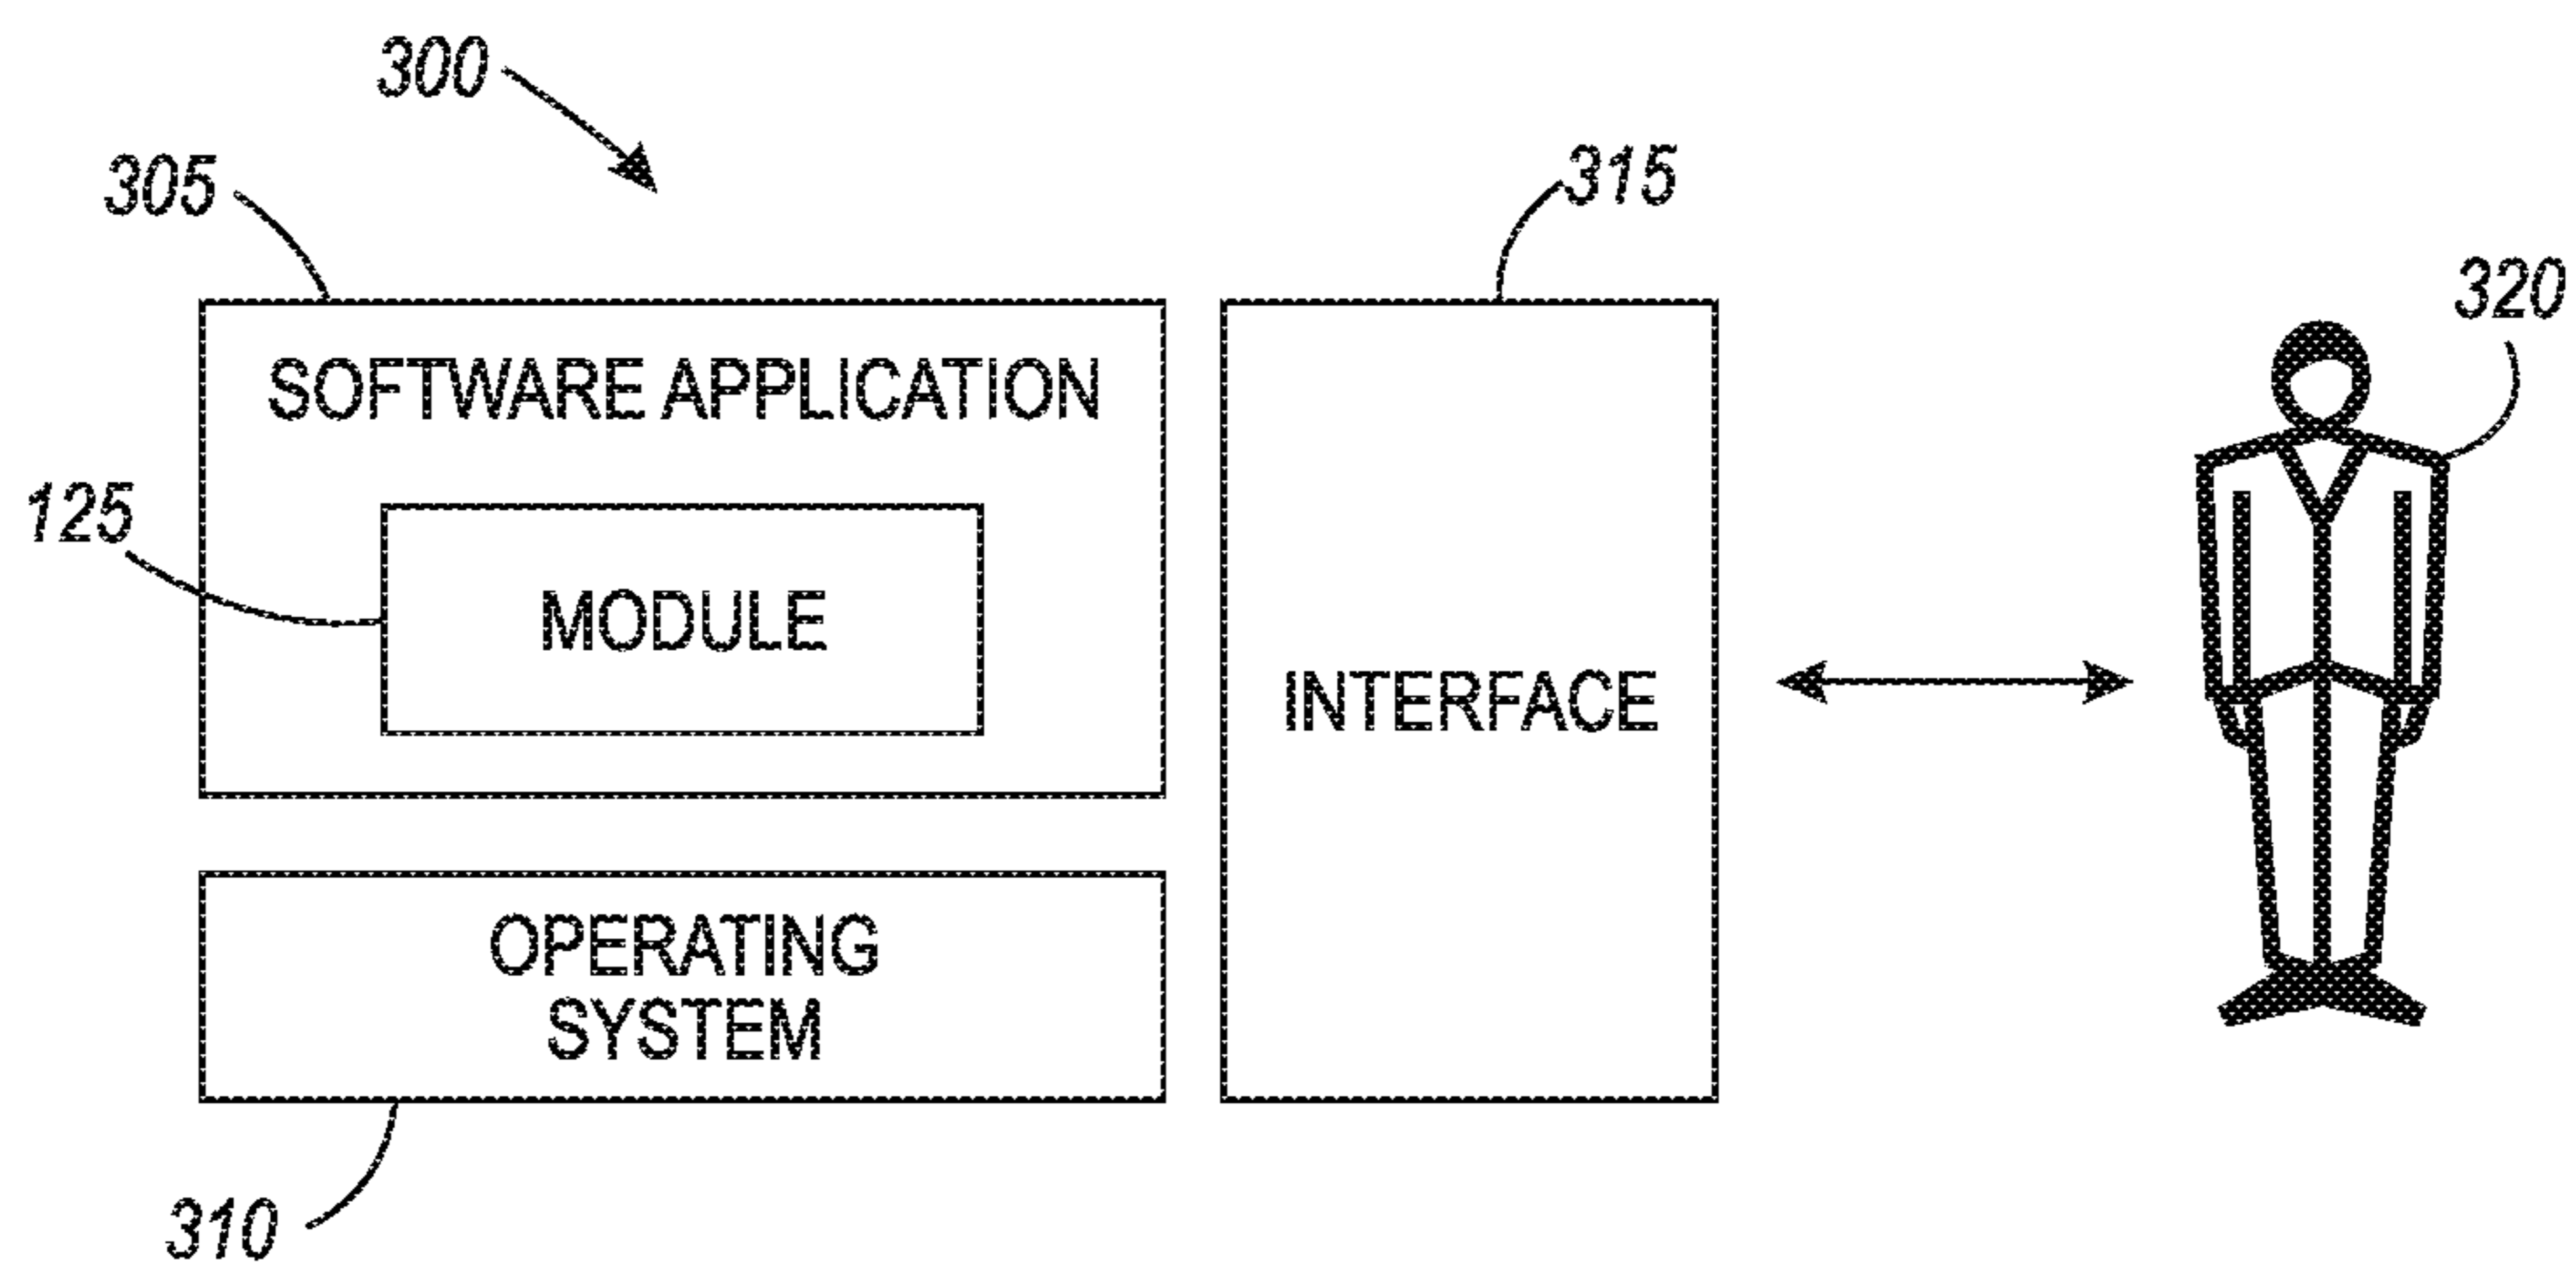 300
305
315
320
SOFTWARE APPLICATION
125
MODULE
INTERFACE
OPERATING
SYSTEM
310